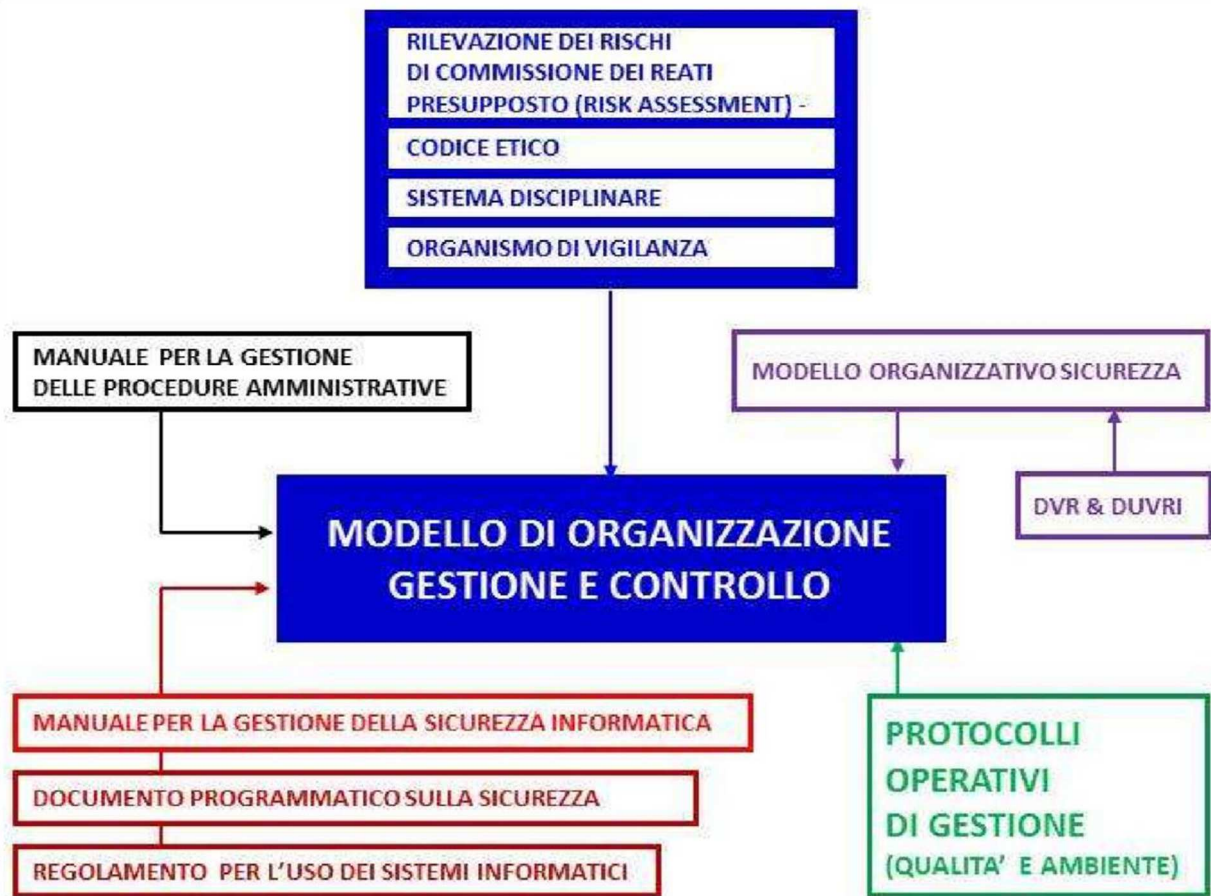 RILEVAZIONE DEI RISCHI
DI COMMISSIONE DEI REATI
PRESUPPOSTO (RISK ASSESSMENT) -
CODICE ETICO
SISTEMA DISCIPLINARE
ORGANISMO DI VIGILANZA
MANUALE PER LA GESTIONE
DELLE PROCEDURE AMMINISTRATIVE
MODELLO ORGANIZZATIVO SICUREZZA
DVR & DUVRI
MODELLO DI ORGANIZZAZIONE
GESTIONE E CONTROLLO
MANUALE PER LA GESTIONE DELLA SICUREZZA INFORMATICA
DOCUMENTO PROGRAMMATICO SULLA SICUREZZA
REGOLAMENTO PER L'USO DEI SISTEMI INFORMATICI
PROTOCOLLI
OPERATIVI
DI GESTIONE
(QUALITA' E AMBIENTE)